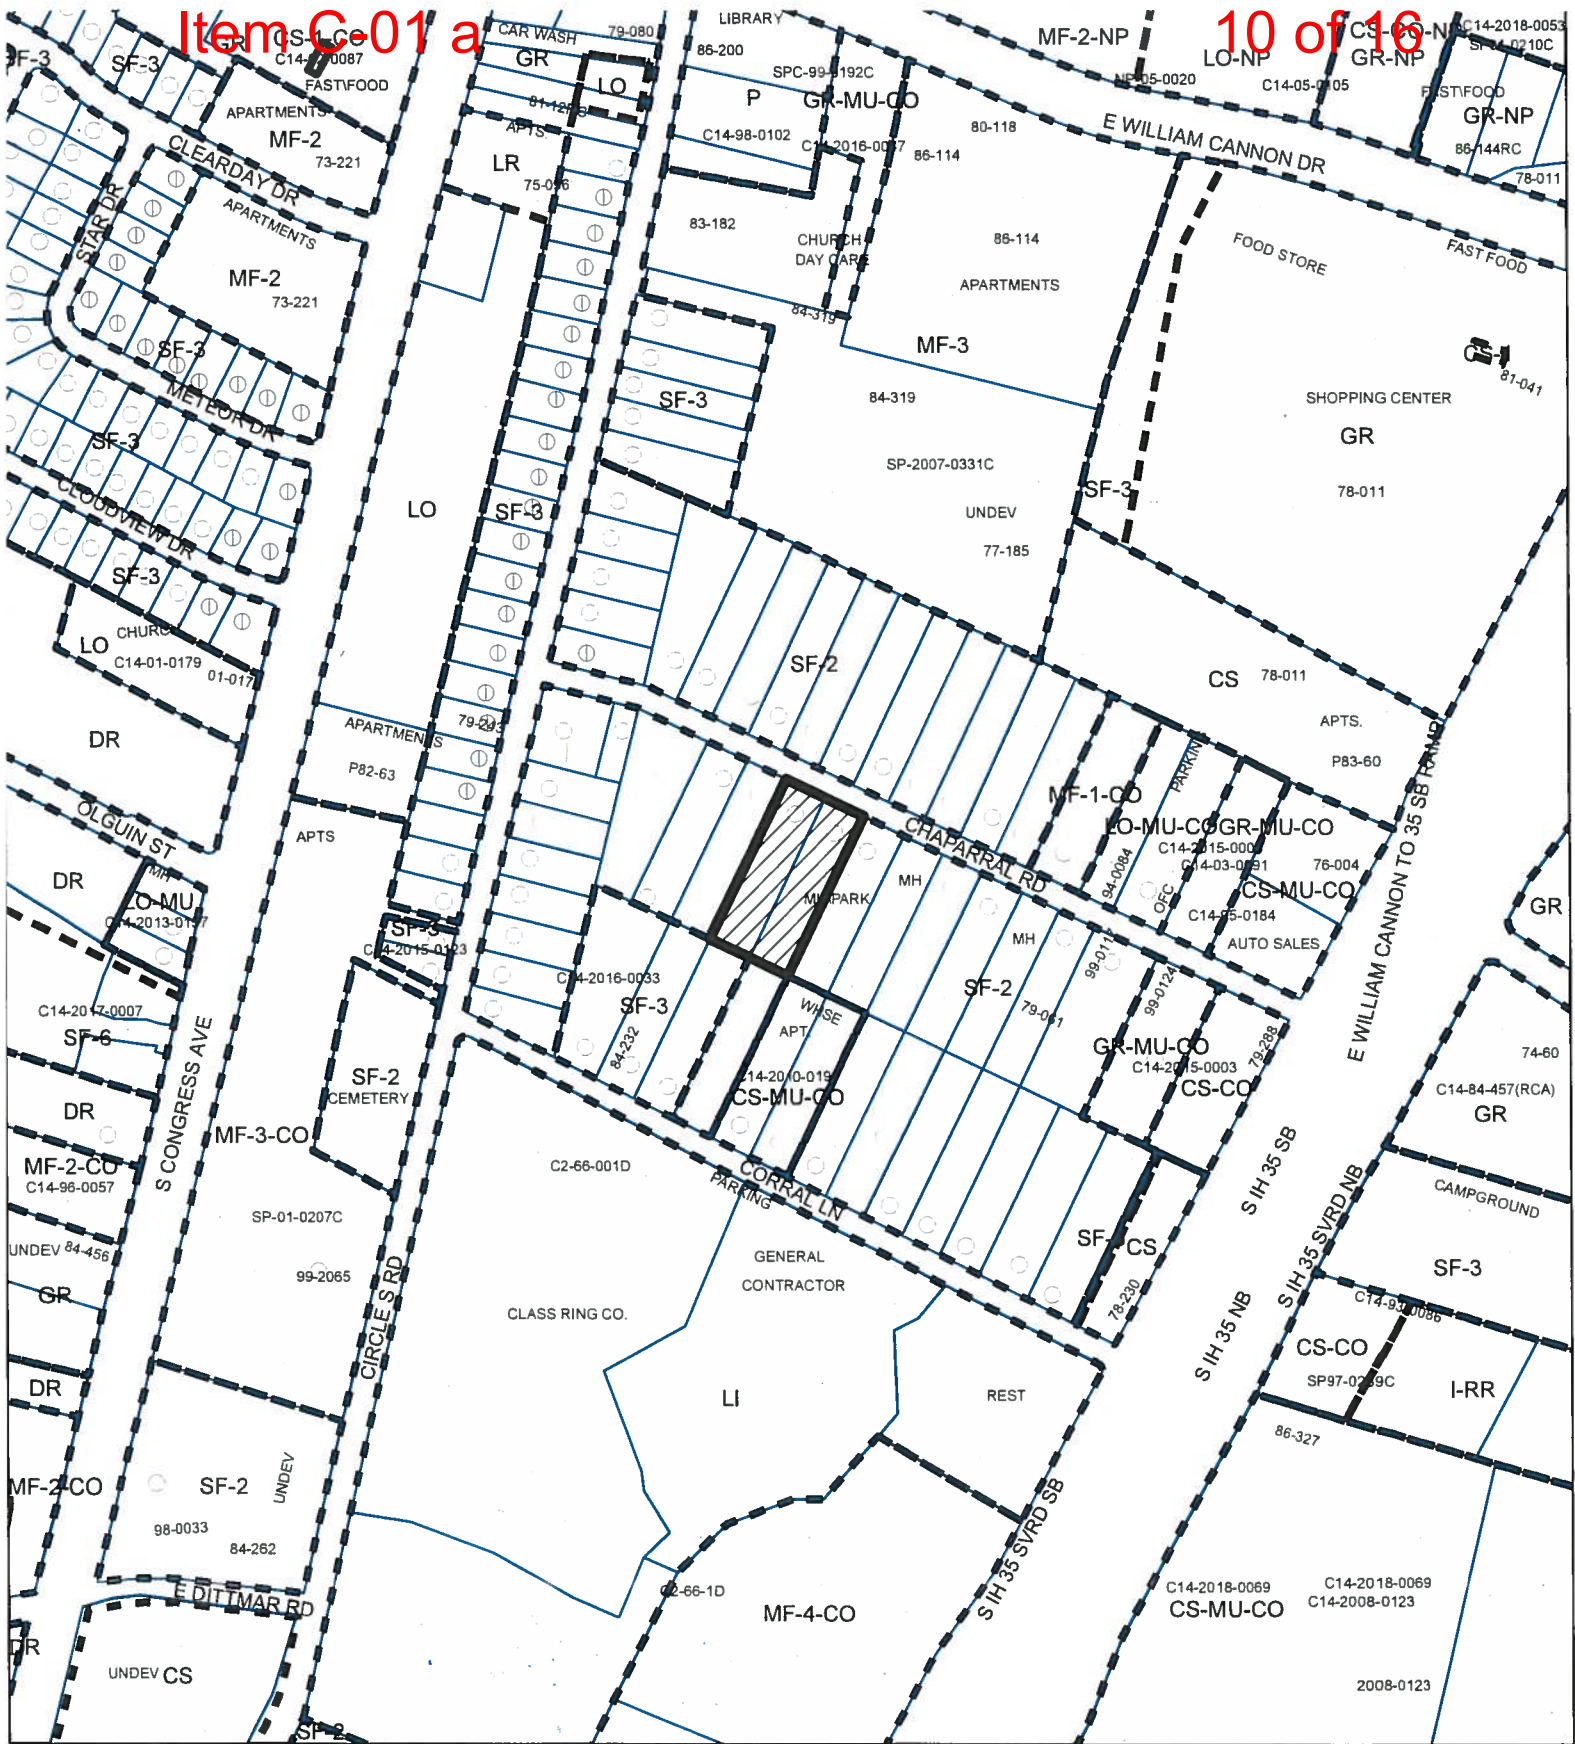 Item C-01 a
10 of 16
LIBRARY
CAR WASH
79-080
86-200
GR
LO
SPC-99-0192C
P
GR-MU-CO
C14-98-0102
86-114
80-118
MF-2-NP
NP-05-0020
LO-NP
C14-05-0105
GR-NP
C14-2018-0053
FAST\FOOD
GR-NP
86-144RC
78-011
E WILLIAM CANNON DR
SF-3
GR
CS-1-CO
FAST\FOOD
APARTMENTS
MF-2
73-221
CLEARDAY DR
STAR DR
APARTMENTS
MF-2
73-221
APTS.
LR
75-096
83-182
CHURCH
DAY CARE
84-319
86-114
APARTMENTS
MF-3
FOOD STORE
FAST FOOD
CS-1
81-041
SHOPPING CENTER
GR
78-011
SF-3
METEOR DR
SF-3
CLOUDVIEW DR
SF-3
LO
SF-3
SF-3
84-319
SP-2007-0331C
UNDEV
77-185
SF-3
LO
CHURCH
C14-01-0179
01-017
DR
SF-2
CS
78-011
APTS.
P83-60
APARTMENTS
P82-63
79-243
OLGUIN ST
APTS
MF-1-CO
PARKING
LO-MU-CO
GR-MU-CO
C14-03-0091
76-004
94-0084
OFC
CS-MU-CO
C14-95-0184
AUTO SALES
CHAPARRAL RD
E WILLIAM CANNON TO 35 SB RAMP
GR
DR
MH
LO-MU
SF-3
C14-2015-0123
MH
MH
PARK
C14-2016-0033
SF-3
84-232
WHSE
APT.
CS-MU-CO
SF-2
79-061
99-0124
GR-MU-CO
C14-2015-0003
CS-CO
79-288
74-60
C14-84-457(RCA)
GR
C14-2017-0007
SF-6
DR
S CONGRESS AVE
SF-2
CEMETERY
MF-3-CO
MF-2-CO
C14-96-0057
SP-01-0207C
99-2065
UNDEV
84-456
GR
DR
CIRCLE S RD
C2-66-001D
PARKING
CORRAL LN
GENERAL
CONTRACTOR
CLASS RING CO.
LI
REST
CS
78-230
S IH 35 SB
S IH 35 NB
S IH 35 SVRD NB
CAMPGROUND
SF-3
C14-93-0086
CS-CO
I-RR
86-327
MF-2-CO
SF-2
UNDEV
98-0033
84-262
E DITTMAR RD
DR
UNDEV CS
SF-2
C2-66-1D
MF-4-CO
S IH 35 SVRD SB
C14-2018-0069
CS-MU-CO
C14-2018-0069
C14-2008-0123
2008-0123